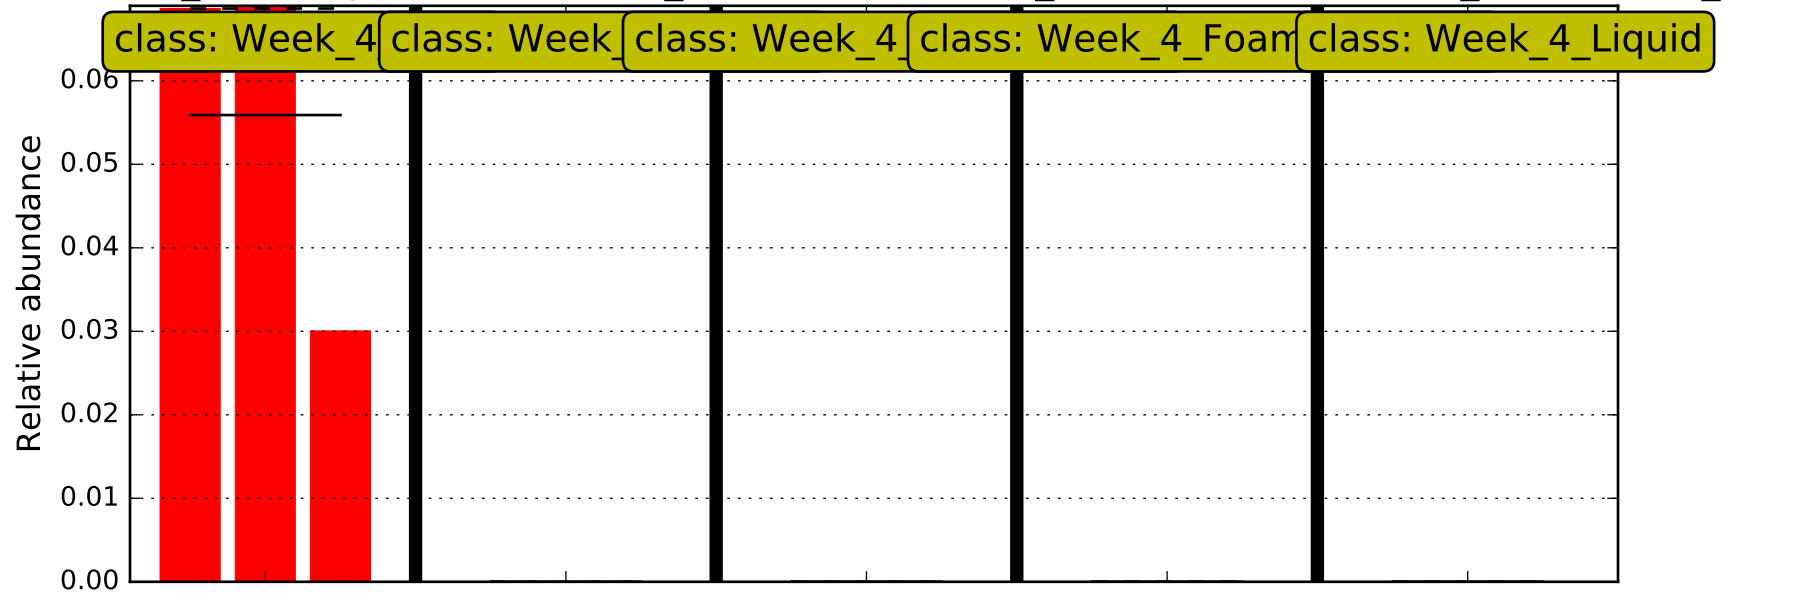 class: Week_4
class: Week_
class: Week_4_
class: Week_4_Foam
class: Week_4_Liquid
0.06
0.05
0.04
0.03
0.02
0.01
0.00
Relative abundance